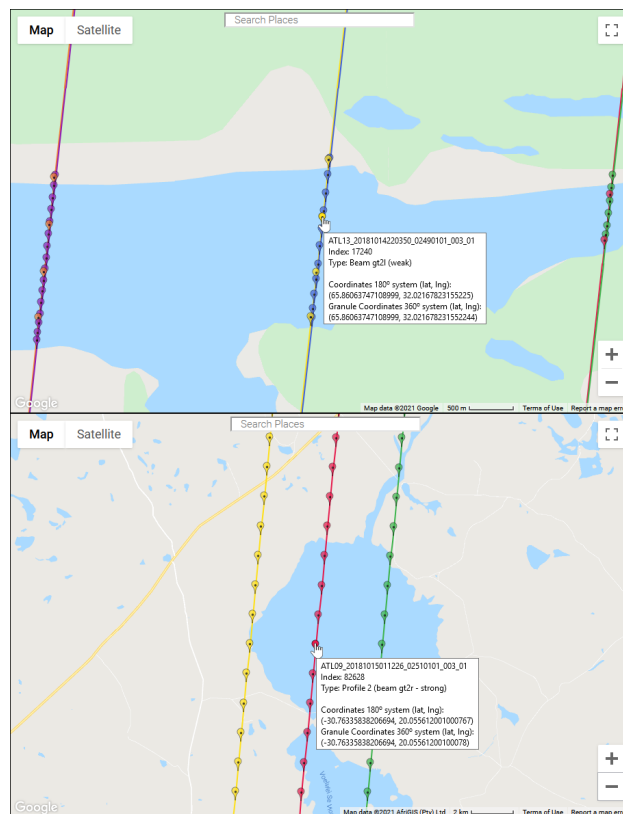 Search Places
Map Satellite
ATL13_20181014220350_02490101_003_01
Index: 17240
Type: Beam gt2l (weak)
Coordinates 180º system (lat, lng):
(65.86063747108999, 32.02167823155225)
Granule Coordinates 360º system (lat, lng):
(65.86063747108999, 32.021678231552244)
Google
Map data ©2021 Google 500 m Terms of Use Report a map err
Search Places
Map Satellite
ATL09_20181015011226_02510101_003_01
Index: 82628
Type: Profile 2 (beam gt2r - strong)
Coordinates 180º system (lat, lng):
(-30.76335838206694, 20.055612001000767)
Granule Coordinates 360º system (lat, lng):
(-30.76335838206694, 20.05561200100078)
Google
Map data ©2021 AfriGIS (Pty) Ltd 2 km Terms of Use Report a map err